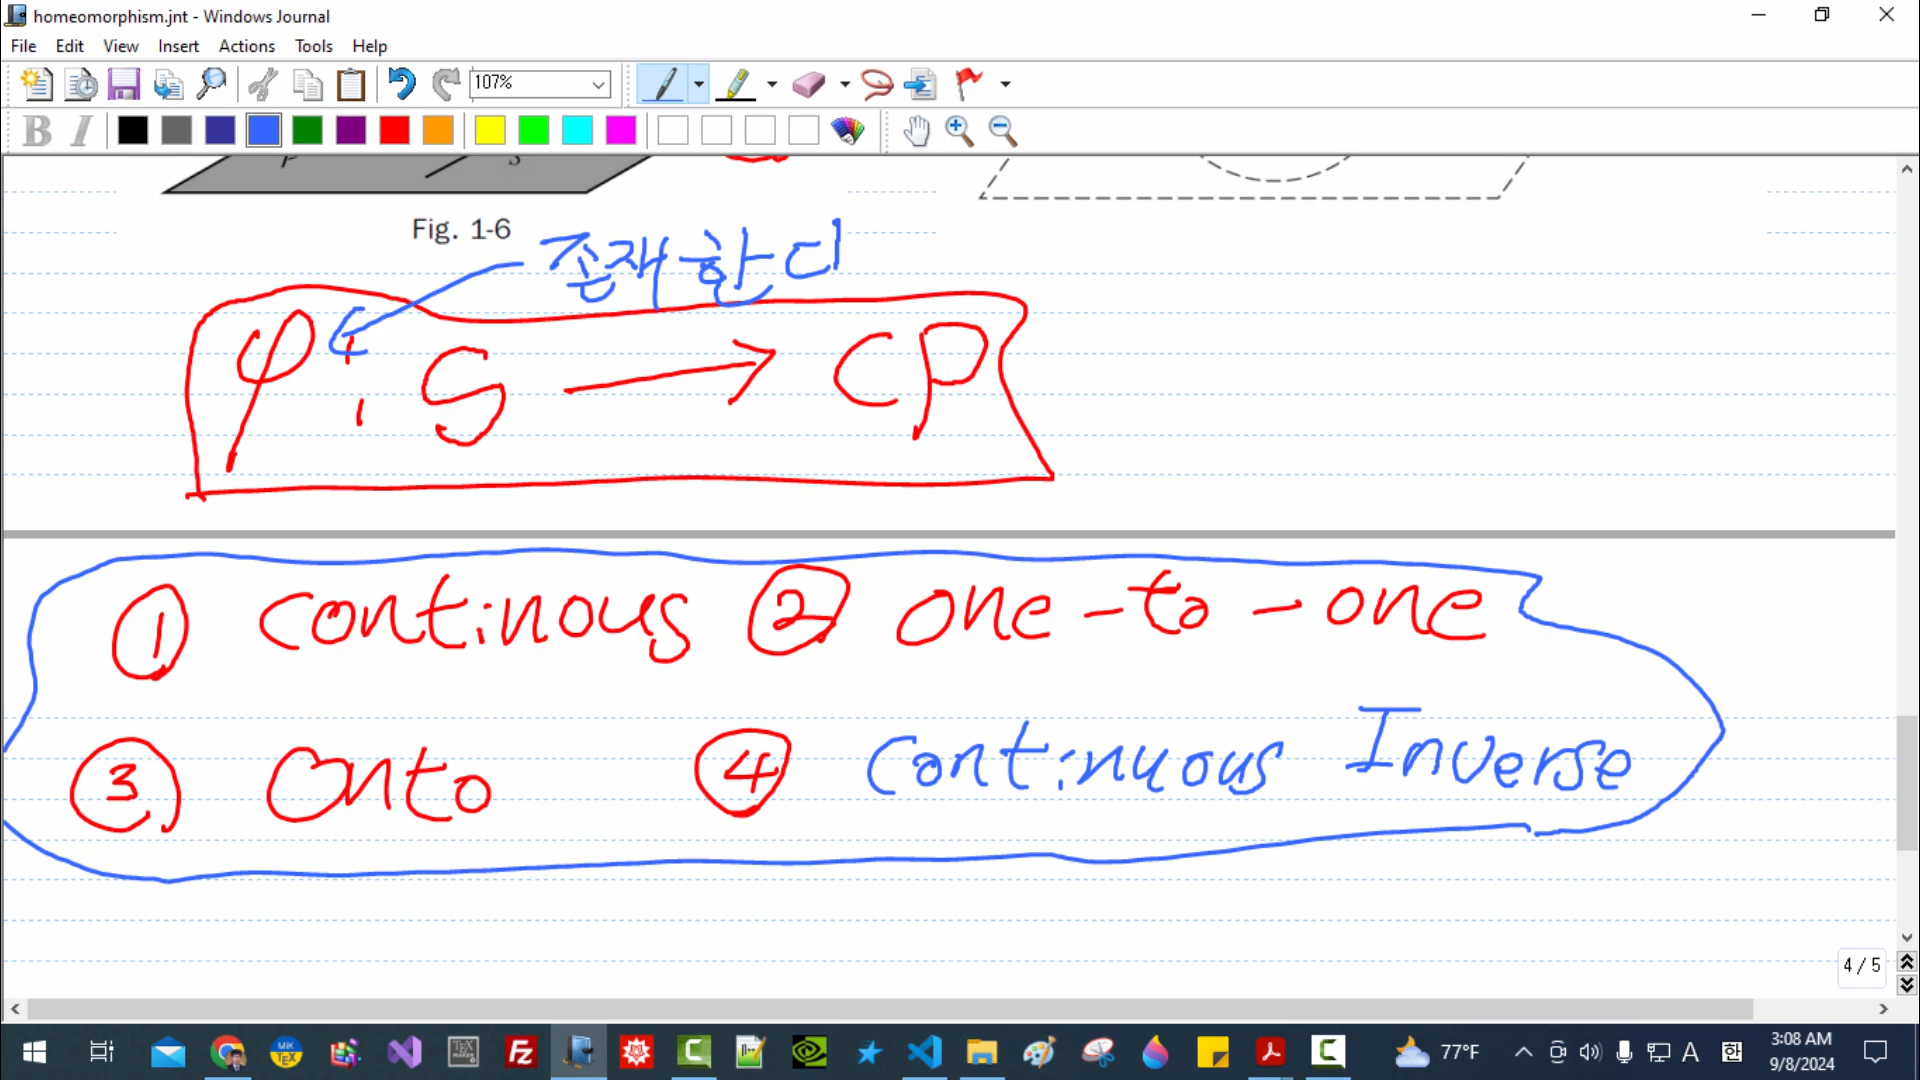 homeomorphism.jnt - Windows Journal
File Edit View Insert Actions Tools Help
107%
B I
P S
Fig. 1-6
존재한다
φ : S → CP
① continous ② one-to-one
③ Onto ④ continuous Inverse
4 / 5
77°F A 한 3:08 AM
9/8/2024